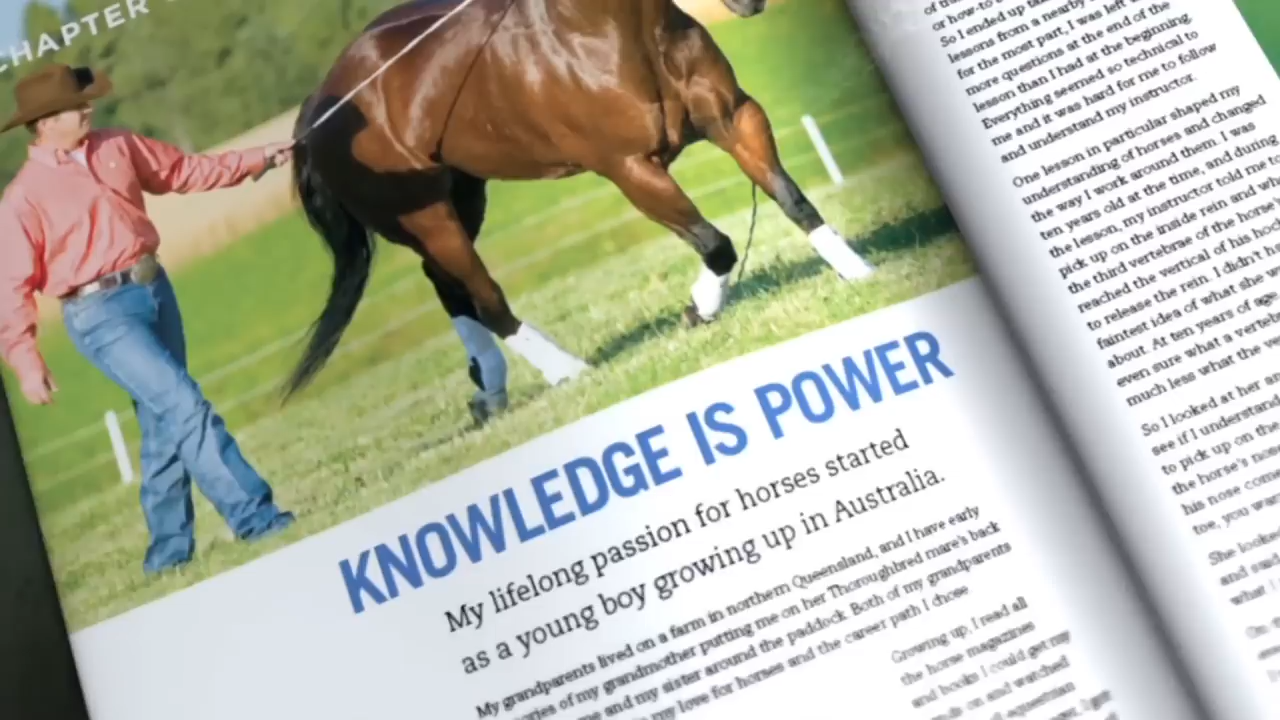 CHAPTER
KNOWLEDGE IS POWER
My lifelong passion for horses started
as a young boy growing up in Australia.
My grandparents lived on a farm in northern Queensland, and I have early
of my grandmother putting me on her Thoroughbred mare's back
and my sister around the paddock. Both of my grandparents
my love for horses and the career path I chose
Growing up, I read all
the horse magazines
and books I could get my
on and watched
equestrian
or how-to
So I ended up
lessons from a nearby
for the most part, I was left
more questions at the end of the
lesson than I had at the beginning.
Everything seemed so technical to
me and it was hard for me to follow
and understand my instructor.
One lesson in particular shaped my
understanding of horses and changed
the way I work around them. I was
ten years old at the time, and during
the lesson, my instructor told me to
pick up on the inside rein and
the third vertebrae of the horse's
reached the vertical of his
to release the rein. I didn't
faintest idea of what she
about. At ten years of age
even sure what a
much less what the
So I looked at her
see if I understand
to pick up on the
the horse's nose
his nose
toe, you
She looked
and
what